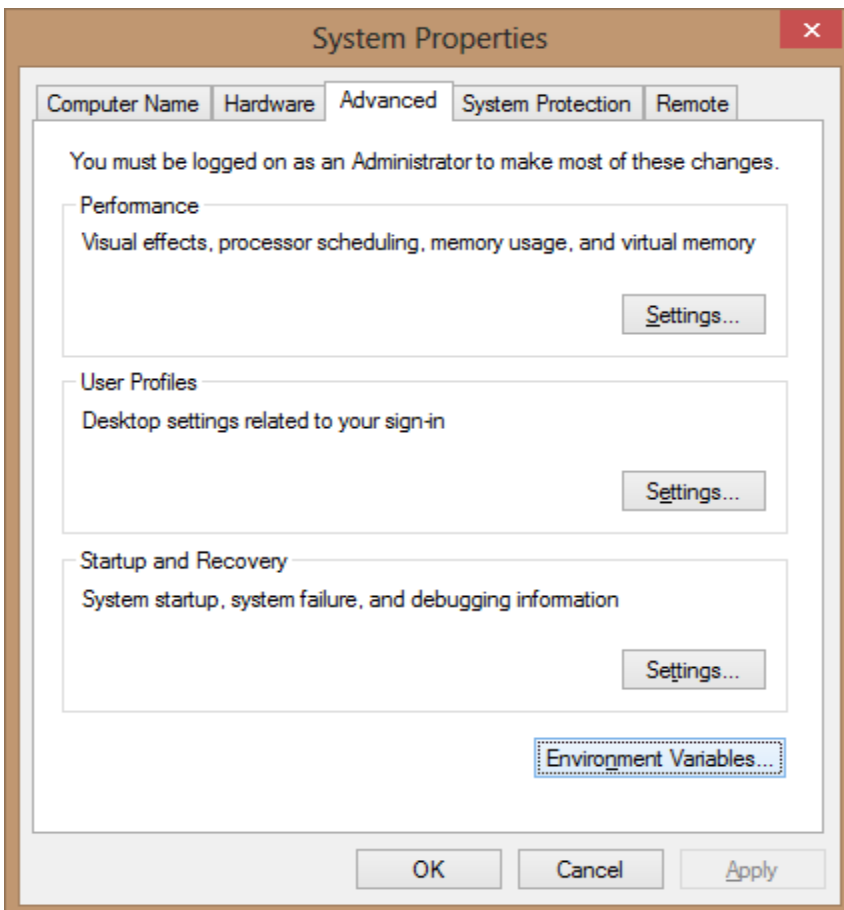 System Properties
Computer Name Hardware Advanced System Protection Remote
You must be logged on as an Administrator to make most of these changes.
Performance
Visual effects, processor scheduling, memory usage, and virtual memory
Settings...
User Profiles
Desktop settings related to your sign-in
Settings...
Startup and Recovery
System startup, system failure, and debugging information
Settings...
Environment Variables...
OK Cancel Apply